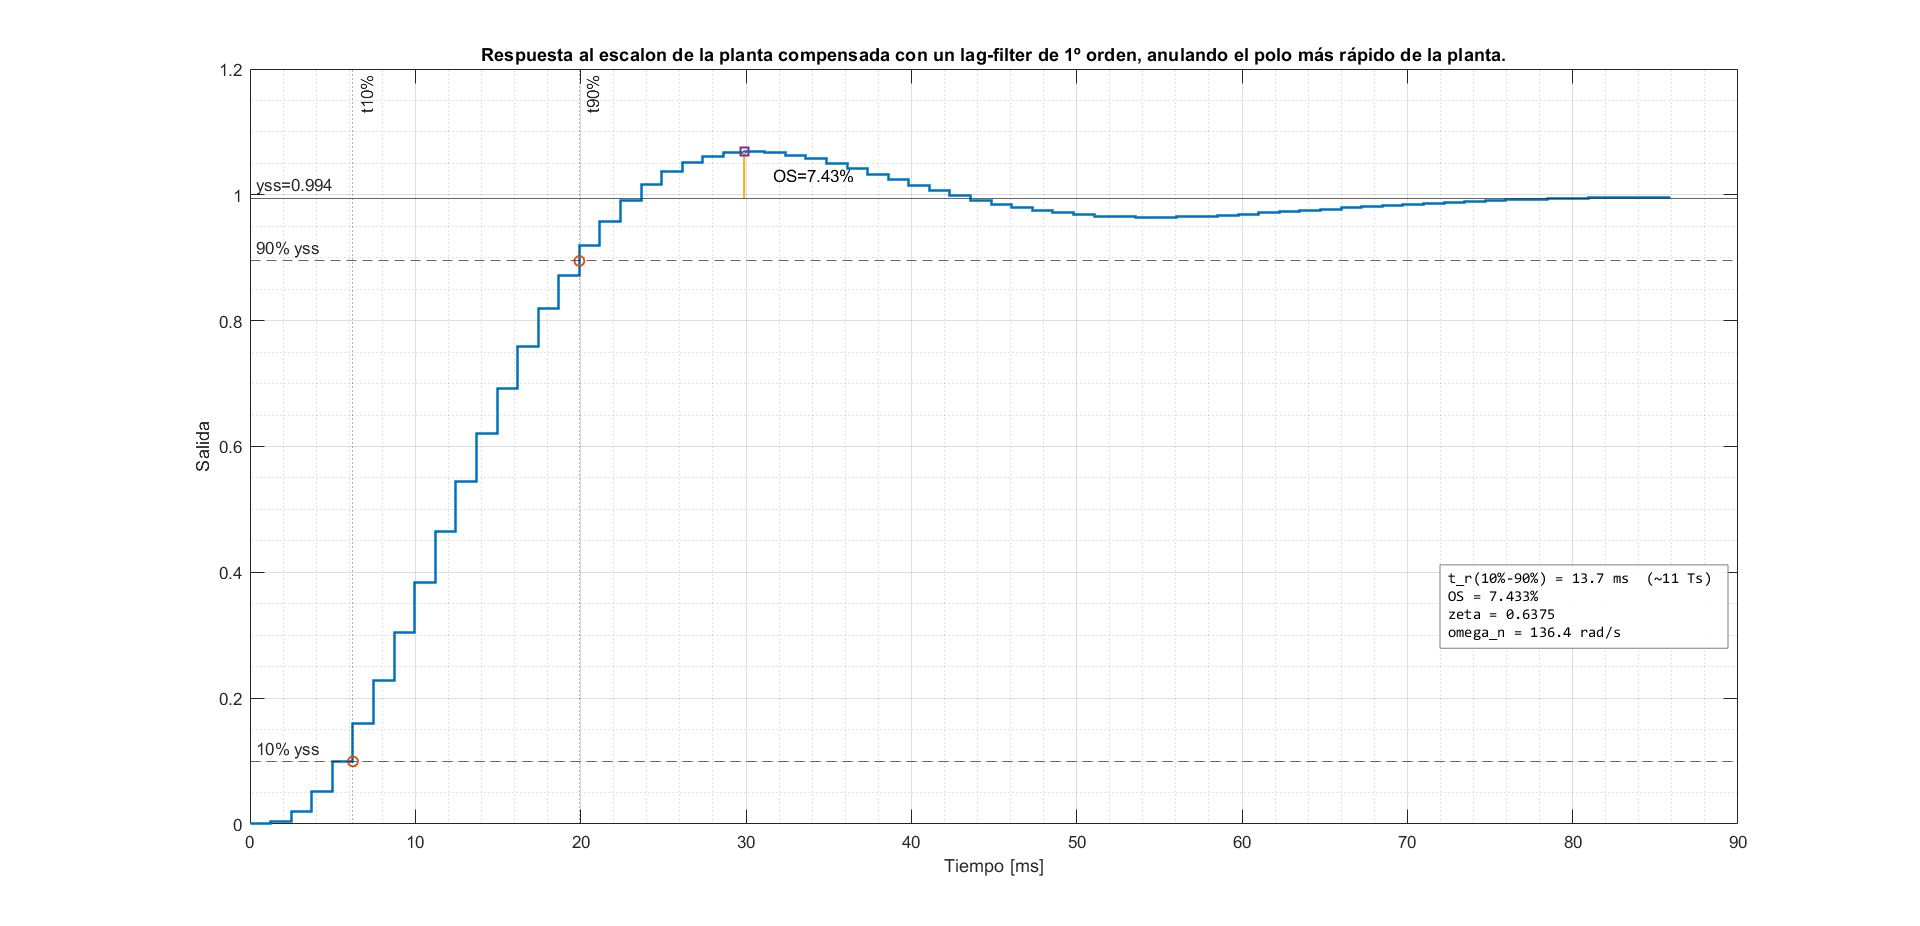 Respuesta al escalon de la planta compensada con un lag-filter de 1º orden, anulando el polo más rápido de la planta.
1.2
t10%
t90%
OS=7.43%
yss=0.994
1
90% yss
0.8
Salida
0.6
0.4
t_r(10%-90%) = 13.7 ms (~11 Ts)
OS = 7.433%
zeta = 0.6375
omega_n = 136.4 rad/s
0.2
10% yss
0
0 10 20 30 40 50 60 70 80 90
Tiempo [ms]